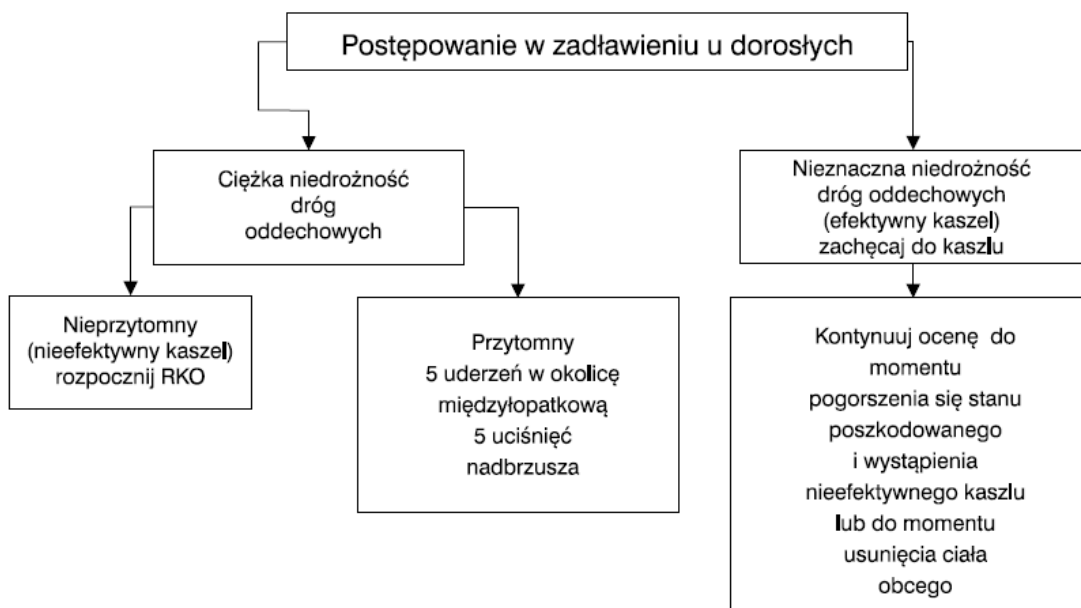 Postępowanie w zadławieniu u dorosłych
Ciężka niedrożność
dróg
oddechowych
Nieznaczna niedrożność
dróg oddechowych
(efektywny kaszel)
zachęcaj do kaszlu
Nieprzytomny
(nieefektywny kaszel)
rozpocznij RKO
Przytomny
5 uderzeń w okolicę
międzyłopatkową
5 uciśnięć
nadbrzusza
Kontynuuj ocenę do
momentu
pogorszenia się stanu
poszkodowanego
i wystąpienia
nieefektywnego kaszlu
lub do momentu
usunięcia ciała
obcego